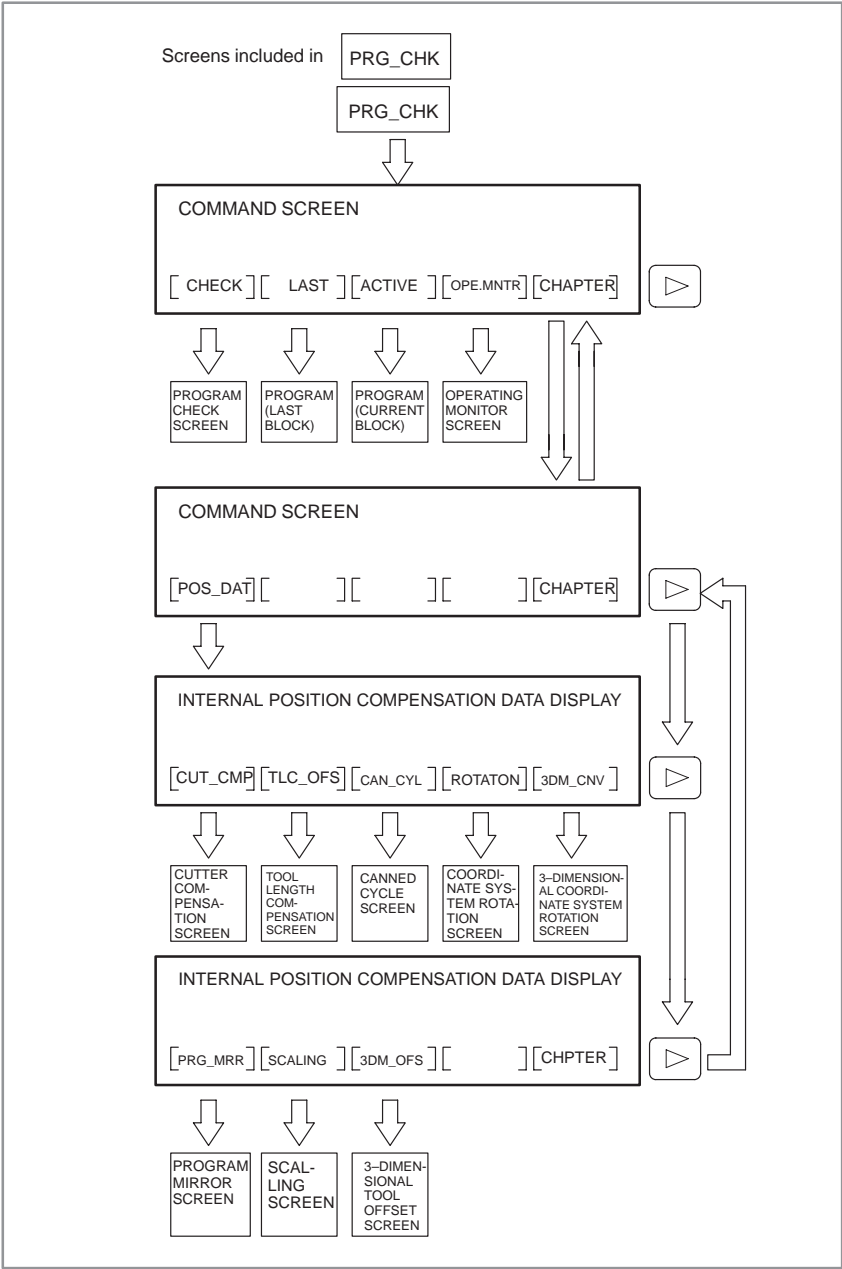 Screens included in PRG_CHK
PRG_CHK
COMMAND SCREEN
[ CHECK ] [ LAST ] [ ACTIVE ] [ OPE.MNTR ] [ CHAPTER ]
PROGRAM
CHECK
SCREEN
PROGRAM
(LAST
BLOCK)
PROGRAM
(CURRENT
BLOCK)
OPERATING
MONITOR
SCREEN
COMMAND SCREEN
[ POS_DAT ] [ ] [ ] [ ] [ CHAPTER ]
INTERNAL POSITION COMPENSATION DATA DISPLAY
[ CUT_CMP ] [ TLC_OFS ] [ CAN_CYL ] [ ROTATON ] [ 3DM_CNV ]
CUTTER
COM-
PENSA-
TION
SCREEN
TOOL
LENGTH
COM-
PENSATION
SCREEN
CANNED
CYCLE
SCREEN
COORDI-
NATE SYS-
TEM ROTA-
TION
SCREEN
3–DIMENSION-
AL COORDI-
NATE SYSTEM
ROTATION
SCREEN
INTERNAL POSITION COMPENSATION DATA DISPLAY
[ PRG_MRR ] [ SCALING ] [ 3DM_OFS ] [ ] [ CHPTER ]
PROGRAM
MIRROR
SCREEN
SCAL-
LING
SCREEN
3–DIMEN-
SIONAL
TOOL
OFFSET
SCREEN